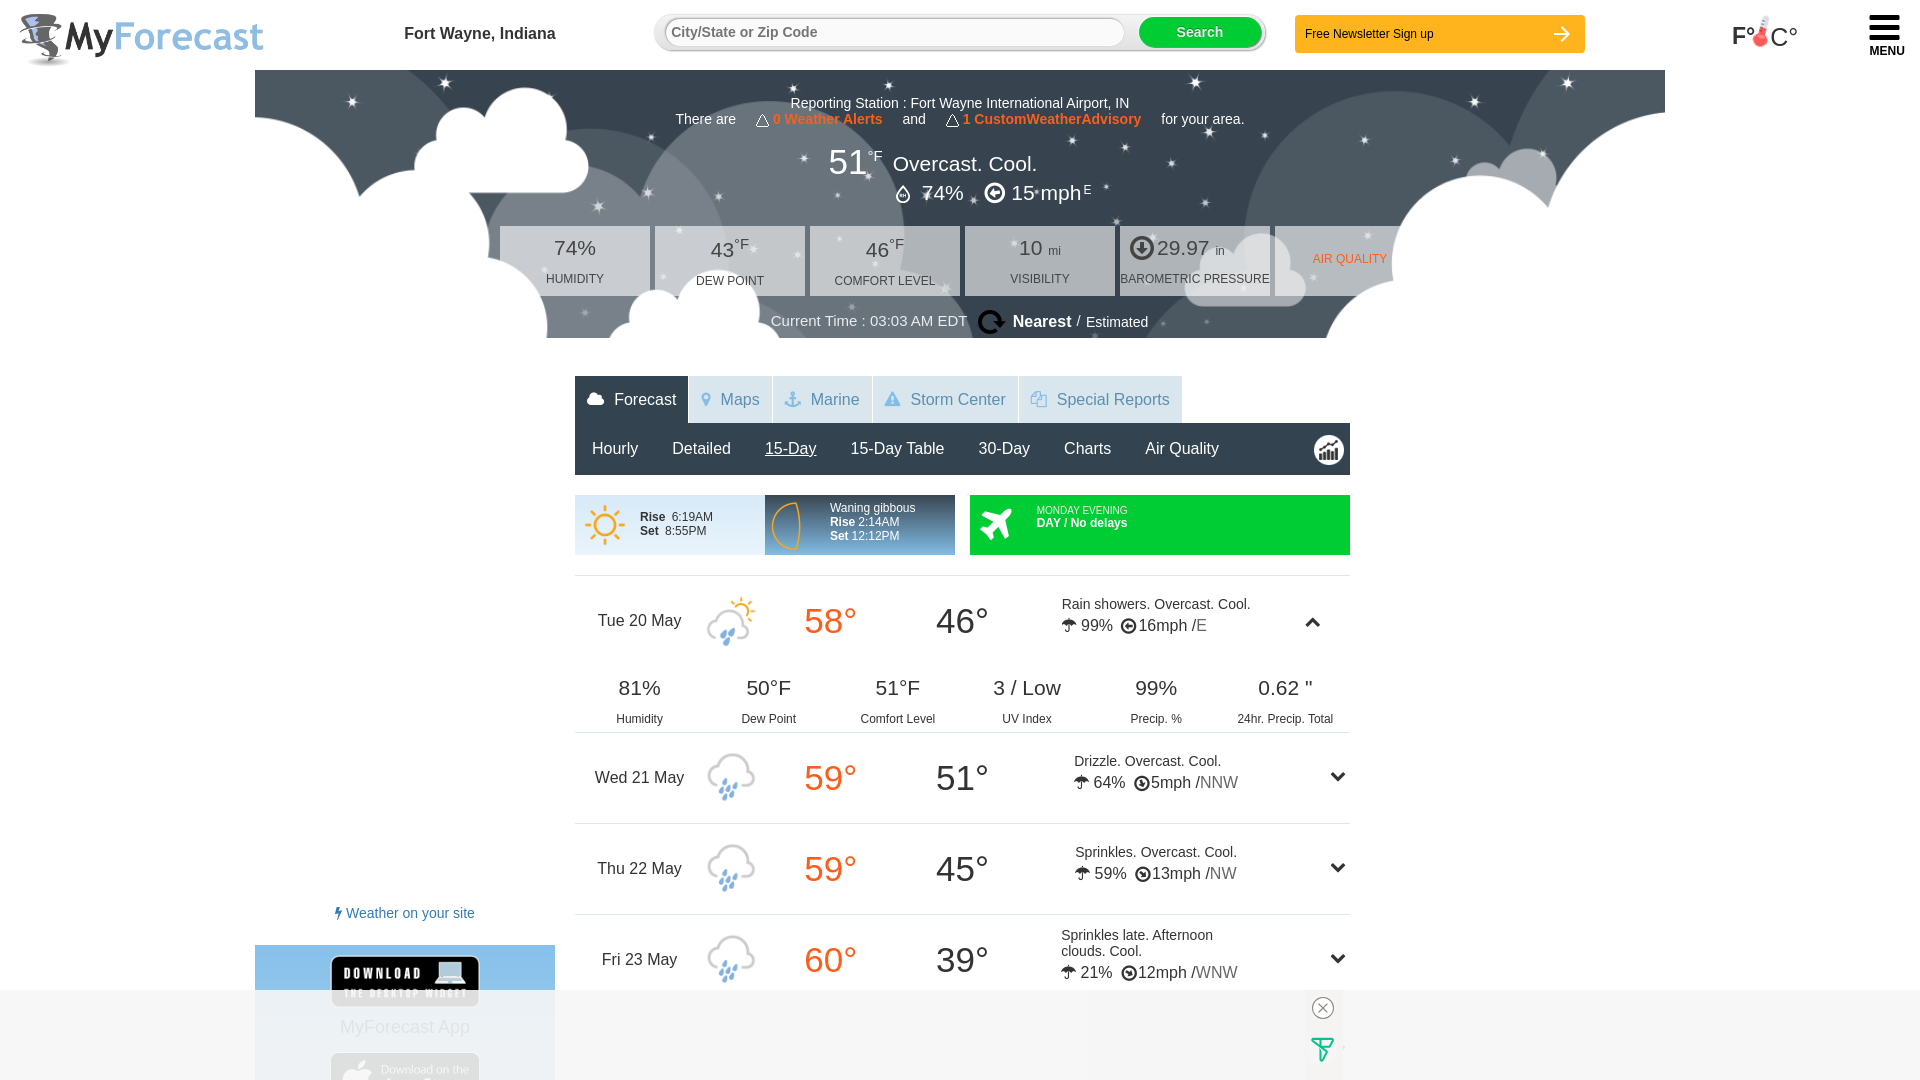 MyForecast
Fort Wayne, Indiana
City/State or Zip Code
Search
Free Newsletter Sign up
F° C°
MENU
Reporting Station : Fort Wayne International Airport, IN
There are 0 Weather Alerts and 1 CustomWeatherAdvisory for your area.
51°F Overcast. Cool.
74% 15 mph E
74%
HUMIDITY
43°F
DEW POINT
46°F
COMFORT LEVEL
10 mi
VISIBILITY
29.97 in
BAROMETRIC PRESSURE
AIR QUALITY
Current Time : 03:03 AM EDT Nearest / Estimated
Forecast Maps Marine Storm Center Special Reports
Hourly Detailed 15-Day 15-Day Table 30-Day Charts Air Quality
Rise 6:19AM
Set 8:55PM
Waning gibbous
Rise 2:14AM
Set 12:12PM
MONDAY EVENING
DAY / No delays
Tue 20 May 58° 46°
Rain showers. Overcast. Cool.
99% 16mph /E
81% 50°F 51°F 3 / Low 99% 0.62 "
Humidity Dew Point Comfort Level UV Index Precip. % 24hr. Precip. Total
Wed 21 May 59° 51°
Drizzle. Overcast. Cool.
64% 5mph /NNW
Thu 22 May 59° 45°
Sprinkles. Overcast. Cool.
59% 13mph /NW
Fri 23 May 60° 39°
Sprinkles late. Afternoon
clouds. Cool.
21% 12mph /WNW
Weather on your site
DOWNLOAD
THE DESKTOP WIDGET
MyForecast App
Download on the